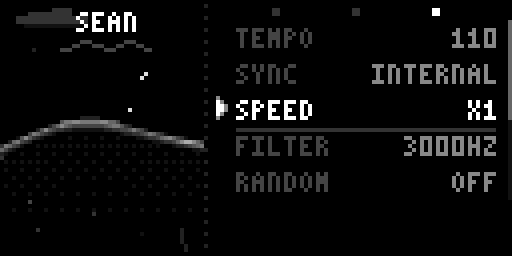 SEAN
TEMPO 110
SYNC INTERNAL
SPEED X1
FILTER 3000HZ
RANDOM OFF